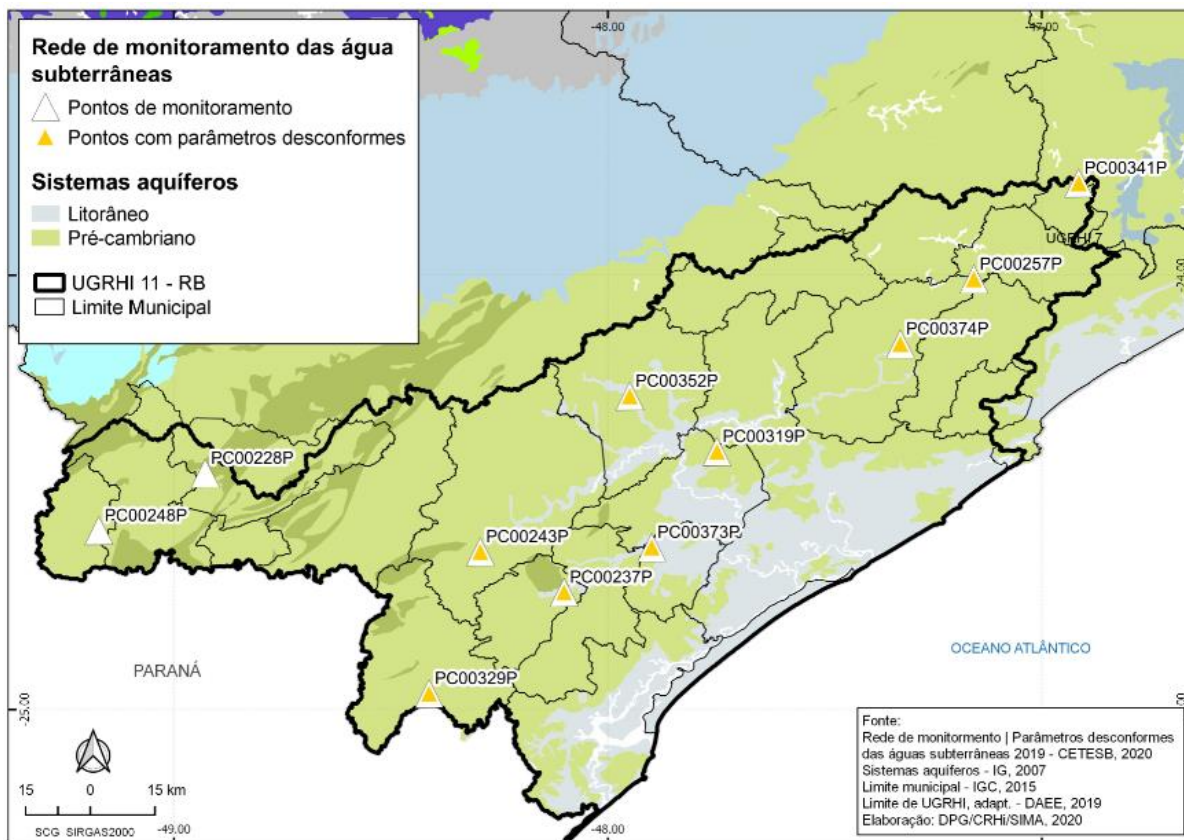 -48.00
-47.00
Rede de monitoramento das água
subterrâneas
Pontos de monitoramento
Pontos com parâmetros desconformes
Sistemas aquíferos
Litorâneo
Pré-cambriano
UGRHI 11 - RB
Limite Municipal
PC00341P
UGRHI 7
PC00257P
-24.00
PC00374P
PC00352P
PC00319P
PC00228P
PC00248P
PC00243P
PC00373P
PC00237P
OCEANO ATLÂNTICO
PARANÁ
PC00329P
-25.00
00
15 0 15 km
SCG SIRGAS2000
-49.00
-48.00
Fonte:
Rede de monitormento | Parâmetros desconformes
das águas subterrâneas 2019 - CETESB, 2020
Sistemas aquíferos - IG, 2007
Limite municipal - IGC, 2015
Limite de UGRHI, adapt. - DAEE, 2019
Elaboração: DPG/CRHi/SIMA, 2020